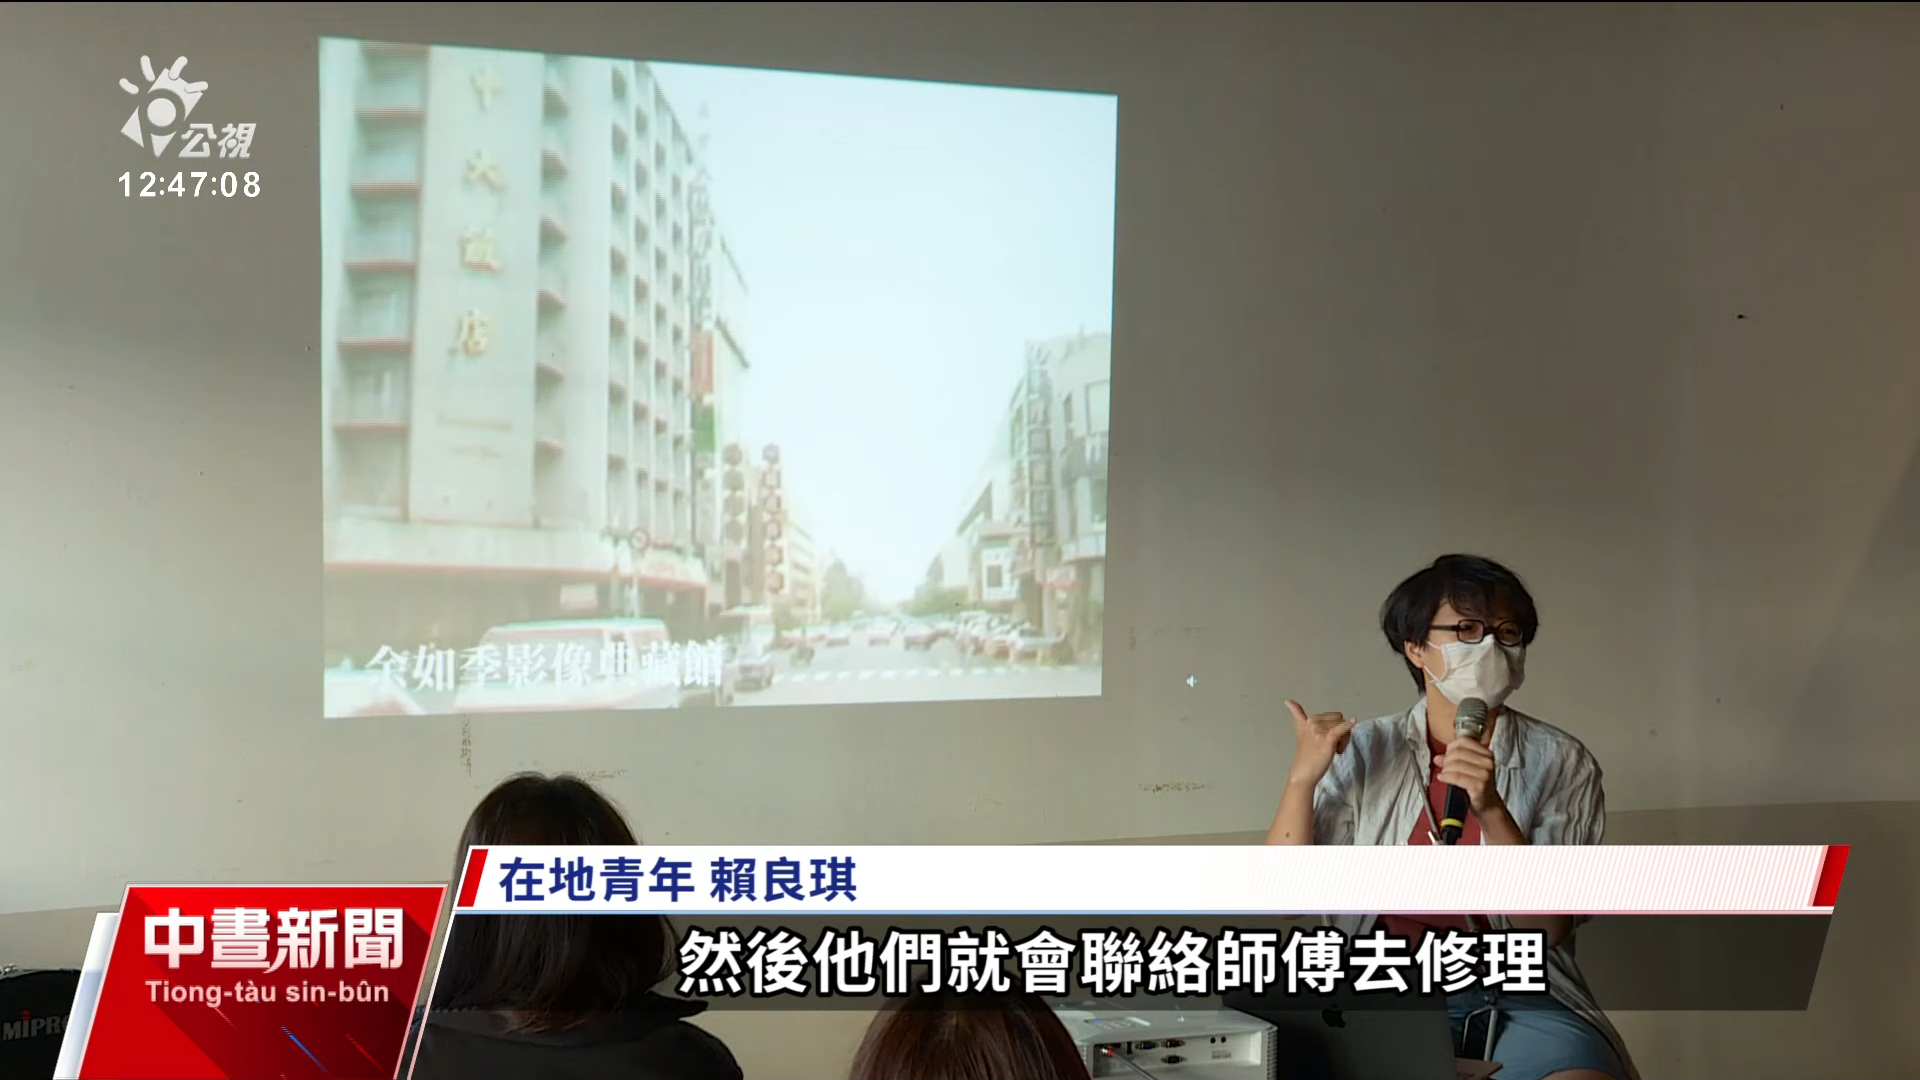 公視
12:47:08
中大飯店
余如季影像典藏館
在地青年 賴良琪
然後他們就會聯絡師傅去修理
中晝新聞
Tiong-tàu sin-bûn
MIPRO